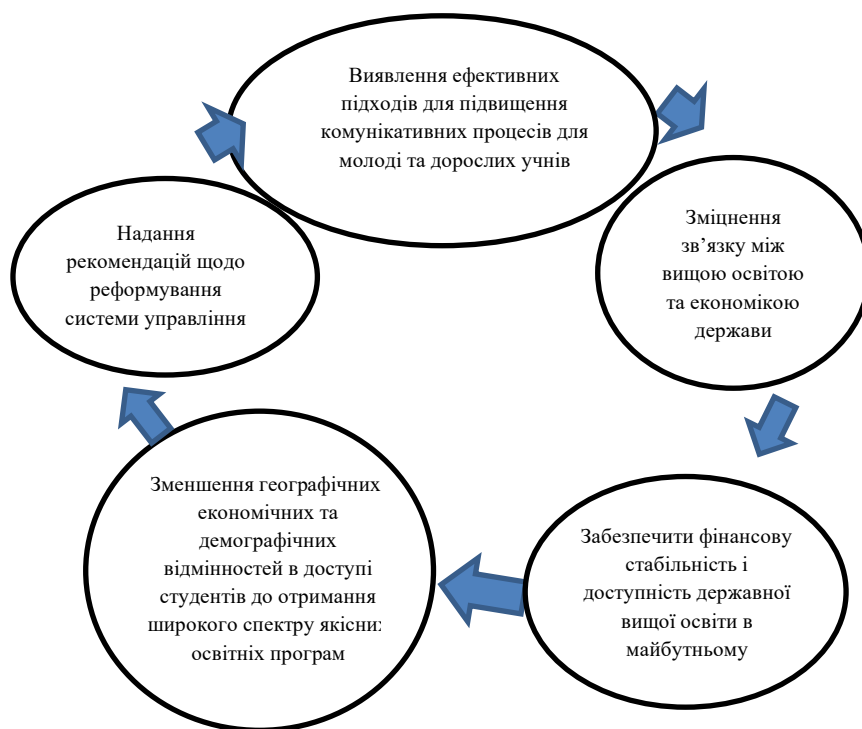 Виявлення ефективних
підходів для підвищення
комунікативних процесів для
молоді та дорослих учнів
Зміцнення
зв’язку між
вищою освітою
та економікою
держави
Забезпечити фінансову
стабільність і
доступність державної
вищої освіти в
майбутньому
Зменшення географічних
економічних та
демографічних
відмінностей в доступі
студентів до отримання
широкого спектру якісних
освітніх програм
Надання
рекомендацій щодо
реформування
системи управління